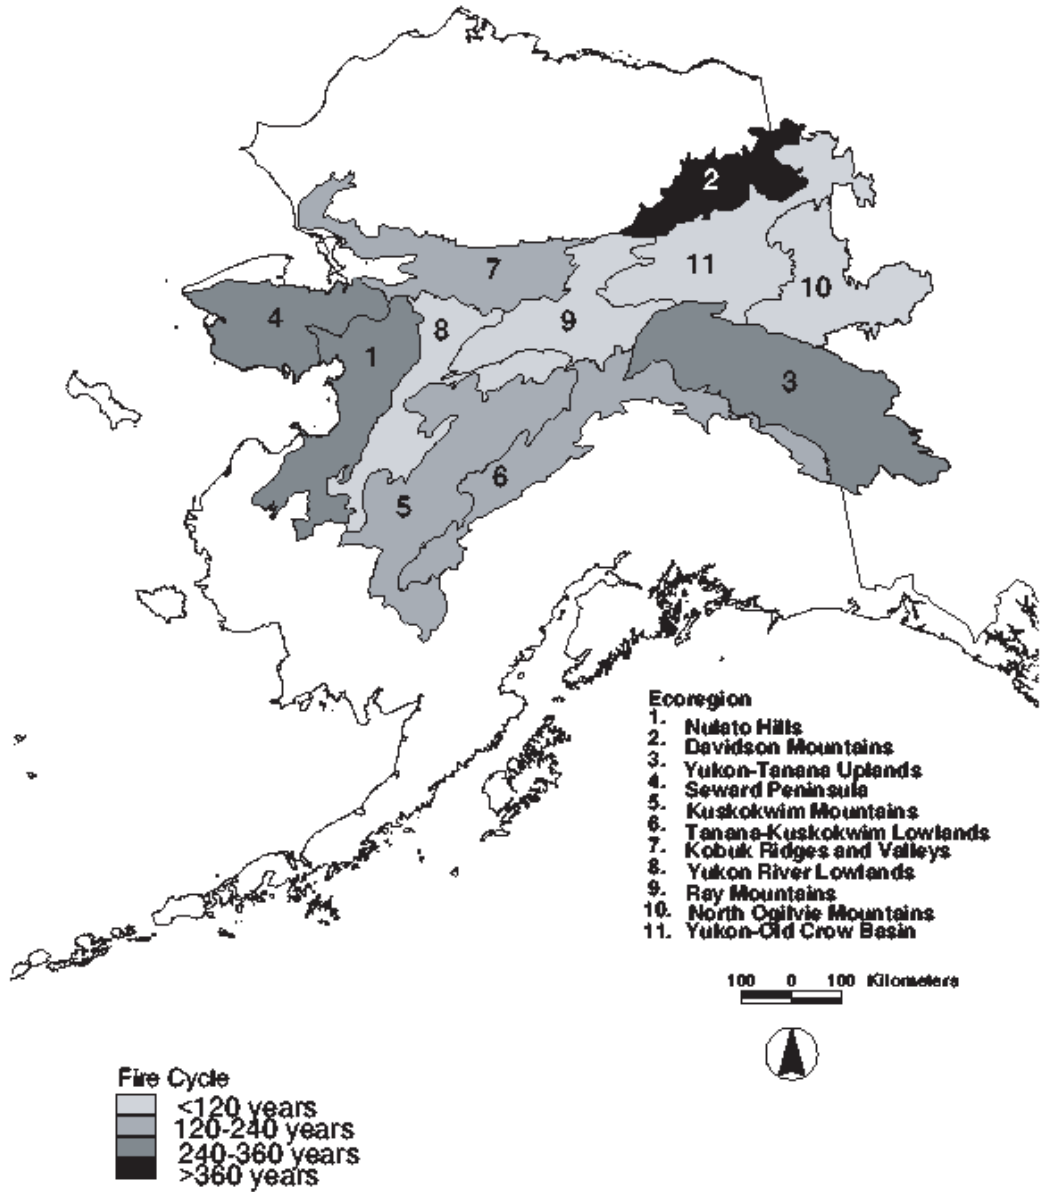 2
7
11
10
4
8
9
1
3
6
5
Ecoregion
1. Nulato Hills
2. Davidson Mountains
3. Yukon-Tanana Uplands
4. Seward Peninsula
5. Kuskokwim Mountains
6. Tanana-Kuskokwim Lowlands
7. Kobuk Ridges and Valleys
8. Yukon River Lowlands
9. Ray Mountains
10. North Ogilvie Mountains
11. Yukon-Old Crow Basin
100 0 100 Kilometers
Fire Cycle
<120 years
120-240 years
240-360 years
>360 years